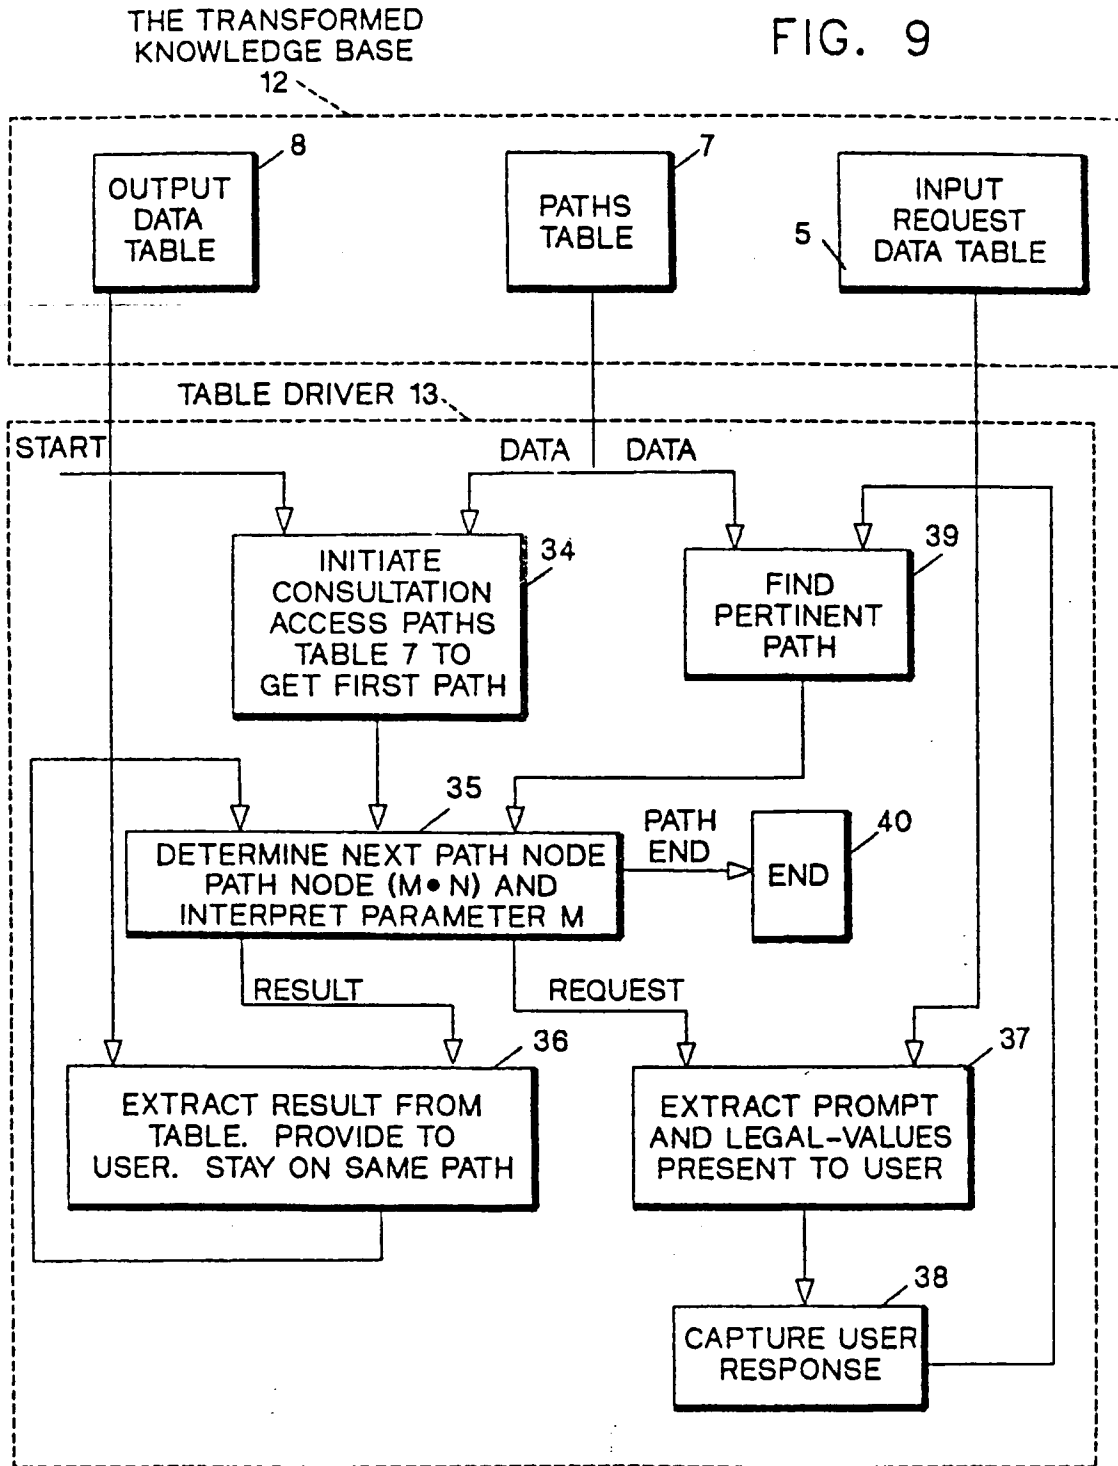 THE TRANSFORMED
KNOWLEDGE BASE
12
FIG. 9
8
OUTPUT
DATA
TABLE
7
PATHS
TABLE
5
INPUT
REQUEST
DATA TABLE
TABLE DRIVER 13
START
DATA
DATA
34
INITIATE
CONSULTATION
ACCESS PATHS
TABLE 7 TO
GET FIRST PATH
39
FIND
PERTINENT
PATH
35
DETERMINE NEXT PATH NODE
PATH NODE (M•N) AND
INTERPRET PARAMETER M
PATH
END
40
END
RESULT
REQUEST
36
EXTRACT RESULT FROM
TABLE. PROVIDE TO
USER. STAY ON SAME PATH
37
EXTRACT PROMPT
AND LEGAL-VALUES
PRESENT TO USER
38
CAPTURE USER
RESPONSE